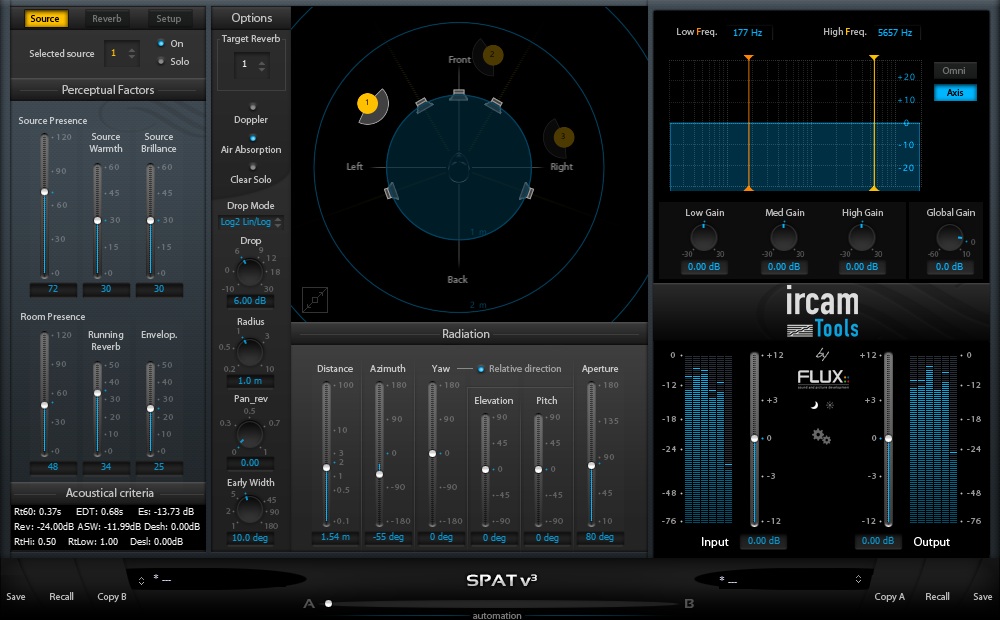 Source Reverb Setup
Selected source 1 On
Solo
Perceptual Factors
Source Presence
120
90
60
30
0
72
Source Warmth
60
45
30
15
0
30
Source Brillance
60
45
30
15
0
30
Room Presence
120
90
60
30
0
48
Running Reverb
50
40
30
20
10
0
34
Envelop.
50
40
30
20
10
0
25
Acoustical criteria
Rt60: 0.37s EDT: 0.68s Es: -13.73 dB
Rev: -24.00dB ASW: -11.99dB Desh: 0.00dB
RtHi: 0.50 RtLow: 1.00 Desl: 0.00dB
Options
Target Reverb
1
Doppler
Air Absorption
Clear Solo
Drop Mode
Log2 Lin/Log
Drop
6 9
3 12
0 18
-10 30
6.00 dB
Radius
1 3
0.5
0.2 10
1.0 m
Pan_rev
0.5
0.3 0.7
0 1
0.00
Early Width
45
90
0 180
10.0 deg
1
2
3
Front
Left
Right
Back
1 m
2 m
Radiation
Distance
100
10
3
2
1
0.5
0.1
1.54 m
Azimuth
180
90
0
-90
-180
-55 deg
Yaw
180
90
0
-90
-180
0 deg
Relative direction
Elevation
90
45
0
-45
-90
0 deg
Pitch
90
45
0
-45
-90
0 deg
Aperture
180
135
90
45
10
80 deg
Low Freq. 177 Hz High Freq. 5657 Hz
+20
+10
0
-10
-20
Omni
Axis
Low Gain
-30 30
0.00 dB
Med Gain
-30 30
0.00 dB
High Gain
-30 30
0.00 dB
Global Gain
0
-60 10
0.0 dB
ircam
Tools
by
FLUX::
0
-12
-18
-24
-48
-76
+12
+3
0
-3
-12
+12
+3
0
-3
-12
0
-12
-18
-24
-48
-76
Input 0.00 dB
0.00 dB Output
* ---
SPAT v3
* ---
Save Recall Copy B
A B
Copy A Recall Save
automation